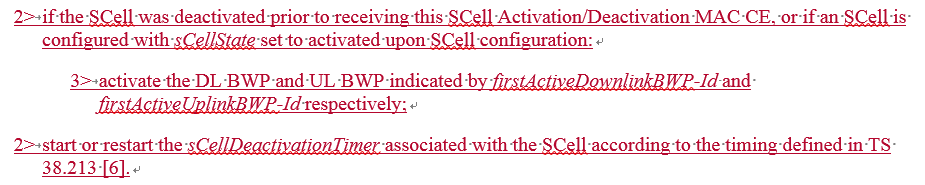 2> if the SCell was deactivated prior to receiving this SCell Activation/Deactivation MAC CE, or if an SCell is
configured with sCellState set to activated upon SCell configuration:
3> activate the DL BWP and UL BWP indicated by firstActiveDownlinkBWP-Id and
firstActiveUplinkBWP-Id respectively;
2> start or restart the sCellDeactivationTimer associated with the SCell according to the timing defined in TS
38.213 [6].